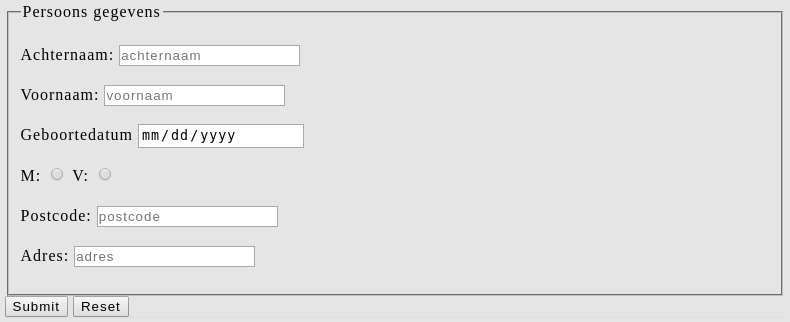 Persoons gegevens
Achternaam: achternaam
Voornaam: voornaam
Geboortedatum mm/dd/yyyy
M: V:
Postcode: postcode
Adres: adres
Submit Reset